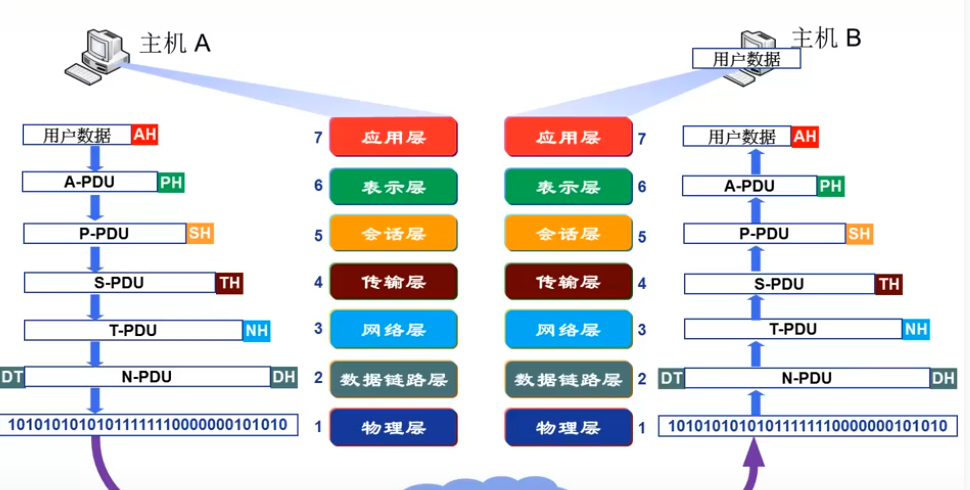 主机 A
主机 B
用户数据
用户数据 AH 7 应用层 应用层 7 用户数据 AH
A-PDU PH 6 表示层 表示层 6 A-PDU PH
P-PDU SH 5 会话层 会话层 5 P-PDU SH
S-PDU TH 4 传输层 传输层 4 S-PDU TH
T-PDU NH 3 网络层 网络层 3 T-PDU NH
DT N-PDU DH 2 数据链路层 数据链路层 2 DT N-PDU DH
101010101010111111110000000101010 1 物理层 物理层 1 101010101010111111110000000101010